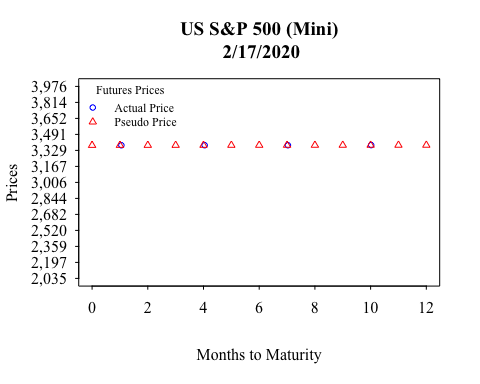 US S&P 500 (Mini)
2/17/2020
Futures Prices
Actual Price
Pseudo Price
Prices
3,976
3,814
3,652
3,491
3,329
3,167
3,006
2,844
2,682
2,520
2,359
2,197
2,035
0 2 4 6 8 10 12
Months to Maturity